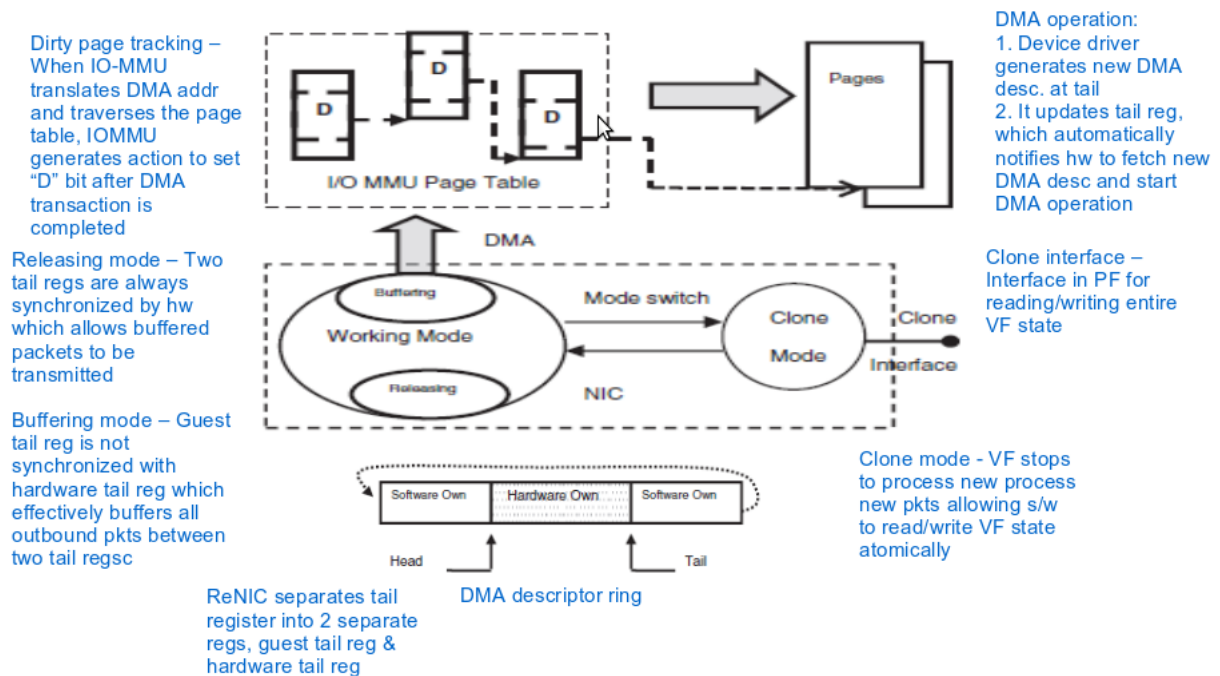 Dirty page tracking –
When IO-MMU
translates DMA addr
and traverses the page
table, IOMMU
generates action to set
“D” bit after DMA
transaction is
completed
D
D
D
I/O MMU Page Table
Pages
DMA operation:
1. Device driver
generates new DMA
desc. at tail
2. It updates tail reg,
which automatically
notifies hw to fetch new
DMA desc and start
DMA operation
DMA
Releasing mode – Two
tail regs are always
synchronized by hw
which allows buffered
packets to be
transmitted
Buffering
Working Mode
Releasing
Mode switch
NIC
Clone
Mode
Clone
Interface
Clone interface –
Interface in PF for
reading/writing entire
VF state
Buffering mode – Guest
tail reg is not
synchronized with
hardware tail reg which
effectively buffers all
outbound pkts between
two tail regsc
Software Own
Hardware Own
Software Own
Head
Tail
Clone mode - VF stops
to process new process
new pkts allowing s/w
to read/write VF state
atomically
ReNIC separates tail
register into 2 separate
regs, guest tail reg &
hardware tail reg
DMA descriptor ring